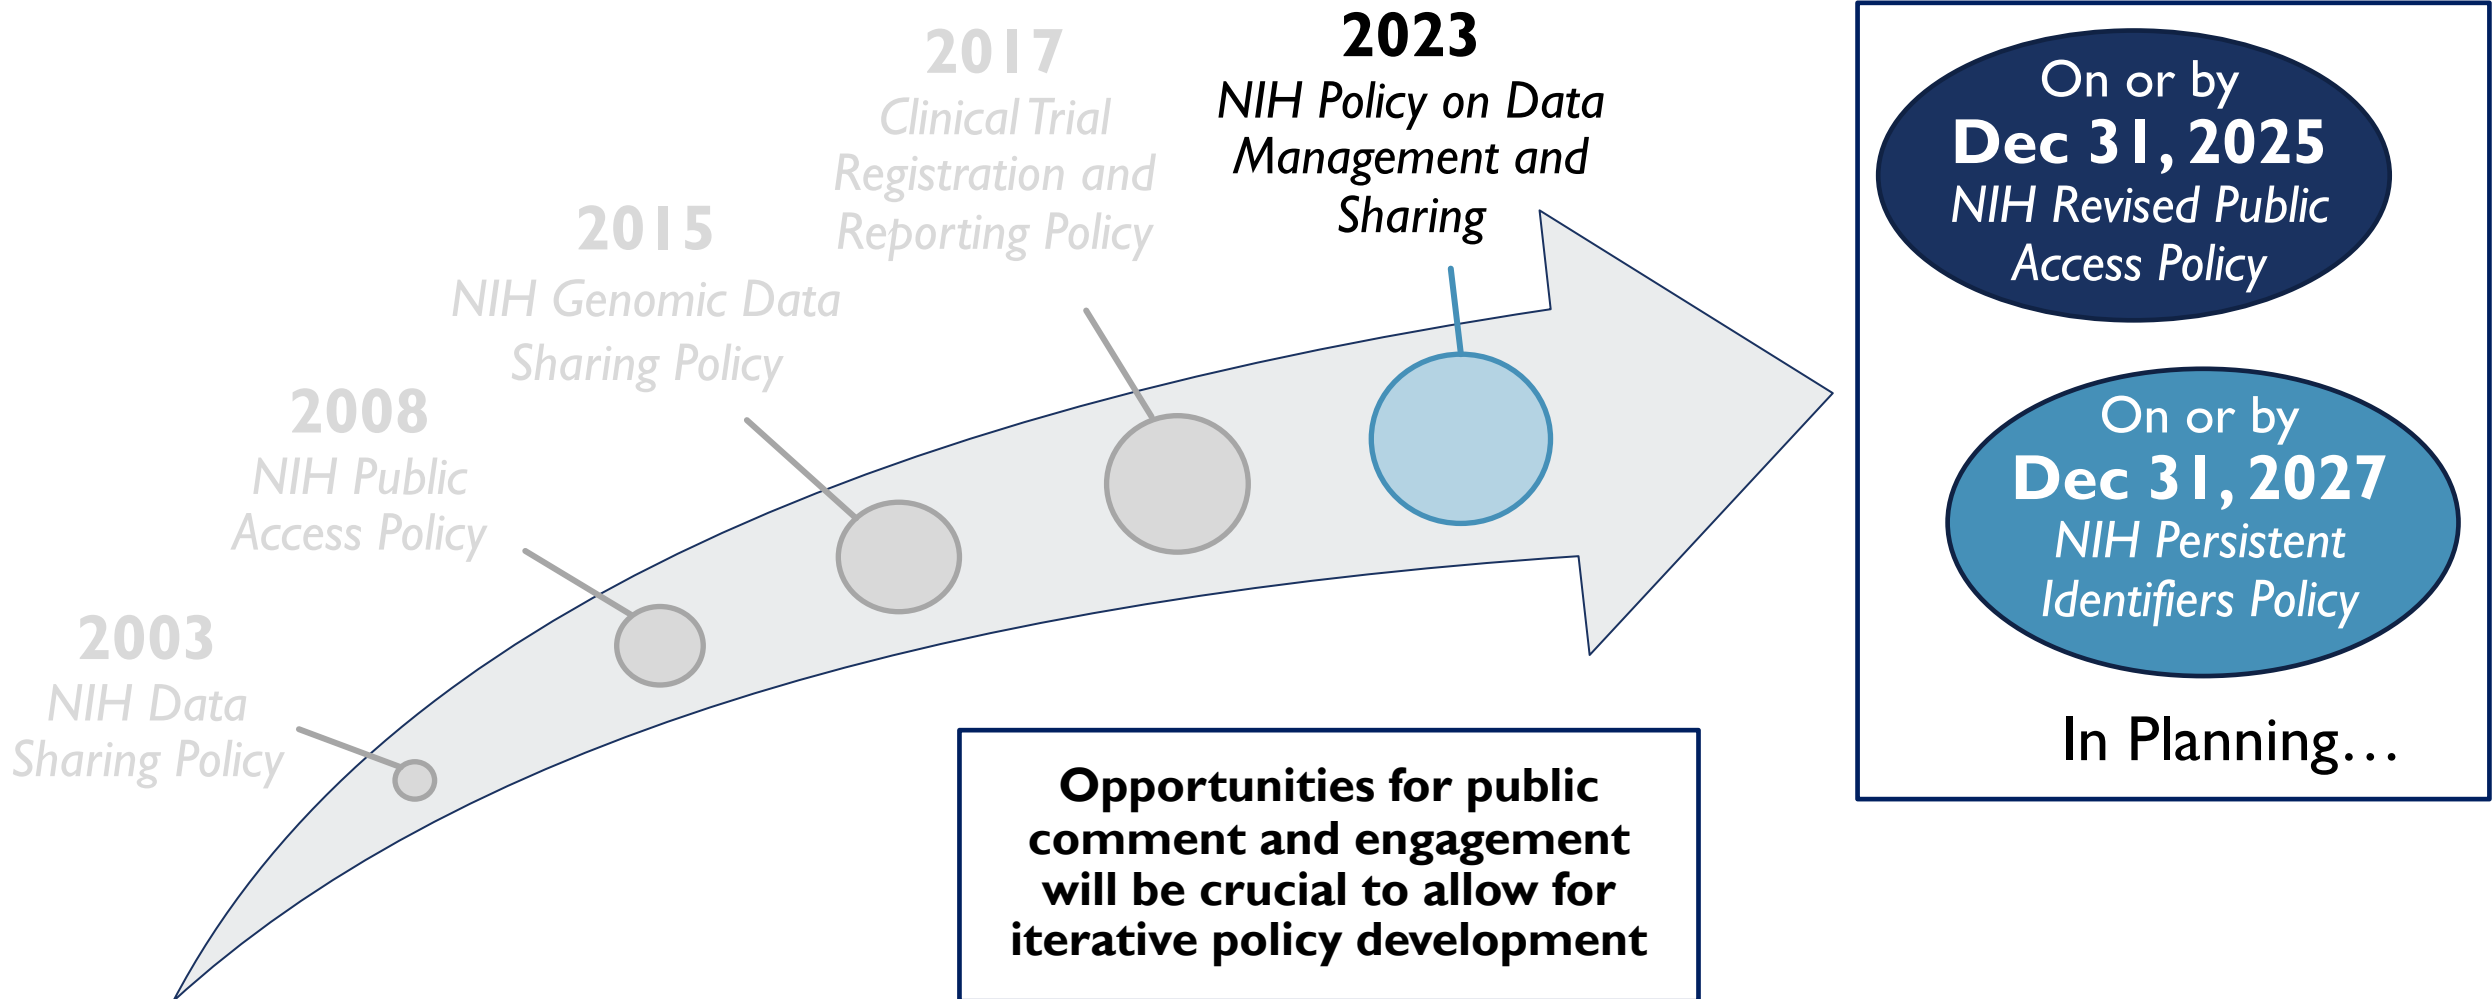 2003
NIH Data
Sharing Policy
2008
NIH Public
Access Policy
2015
NIH Genomic Data
Sharing Policy
2017
Clinical Trial
Registration and
Reporting Policy
2023
NIH Policy on Data
Management and
Sharing
On or by
Dec 31, 2025
NIH Revised Public
Access Policy
On or by
Dec 31, 2027
NIH Persistent
Identifiers Policy
In Planning…
Opportunities for public
comment and engagement
will be crucial to allow for
iterative policy development